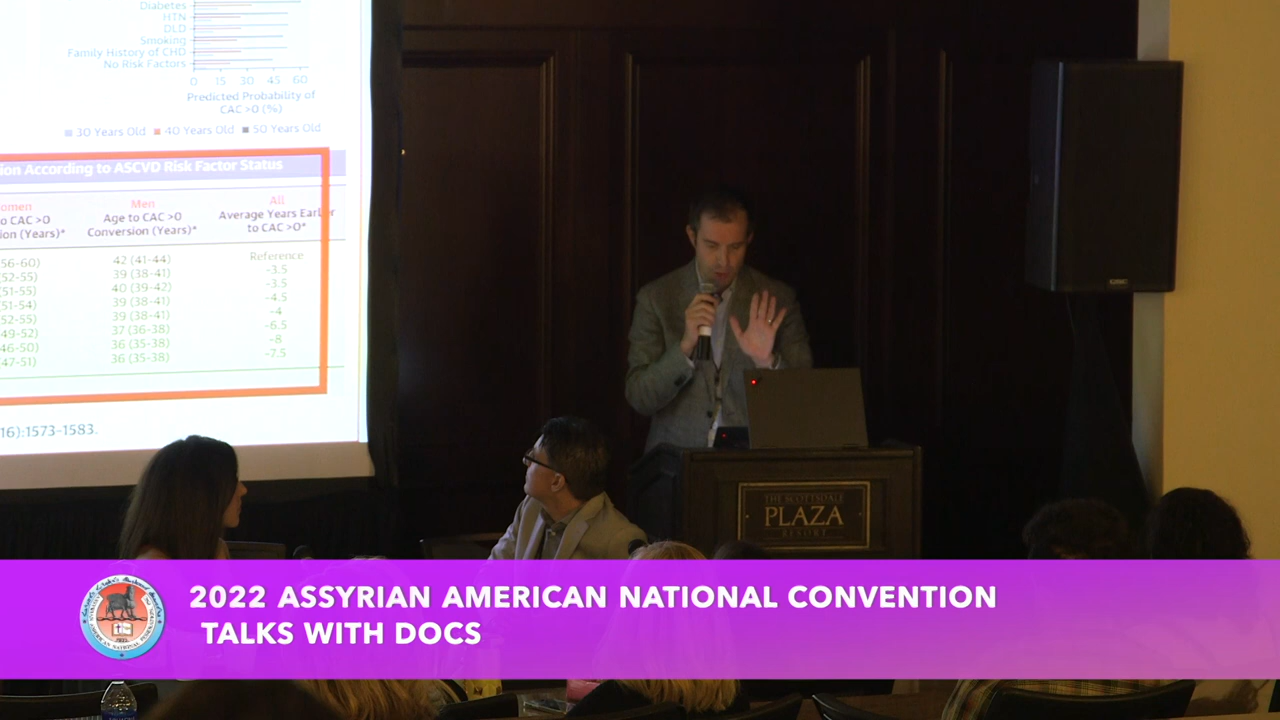 Diabetes
HTN
DLD
Smoking
Family History of CHD
No Risk Factors
0 15 30 45 60
Predicted Probability of
CAC >0 (%)
30 Years Old 40 Years Old 50 Years Old
According to ASCVD Risk Factor Status
Men All
CAC >0 Age to CAC >0 Average Years Earlier
(Years)* Conversion (Years)* to CAC >0*
56-60) 42 (41-44) Reference
(52-55) 39 (38-41) -3.5
(51-55) 40 (39-42) -3.5
(51-54) 39 (38-41) -4.5
(52-55) 39 (38-41) -4
49-52) 37 (36-38) -6.5
46-50) 36 (35-38) -8
47-51) 36 (35-38) -7.5
16):1573-1583.
THE SCOTTSDALE
PLAZA
RESORT
2022 ASSYRIAN AMERICAN NATIONAL CONVENTION
TALKS WITH DOCS